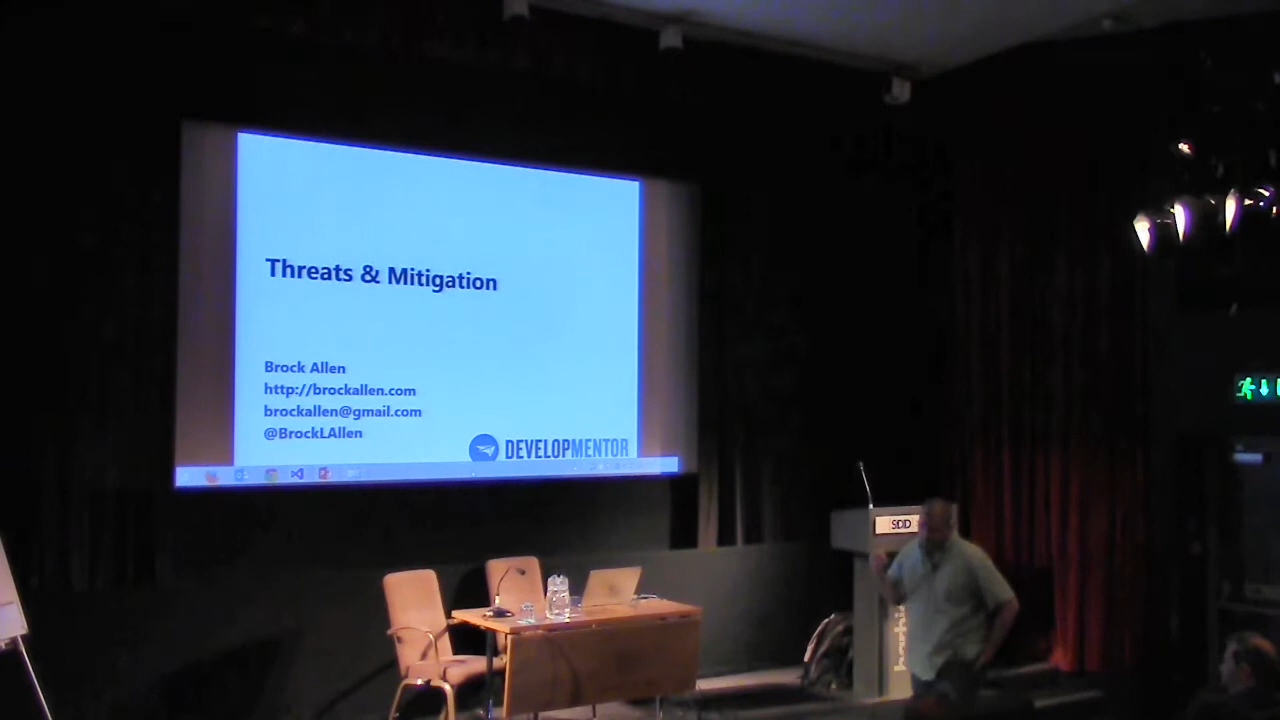 Threats & Mitigation
Brock Allen
http://brockallen.com
brockallen@gmail.com
@BrockLAllen
DEVELOPMENTOR
SDD